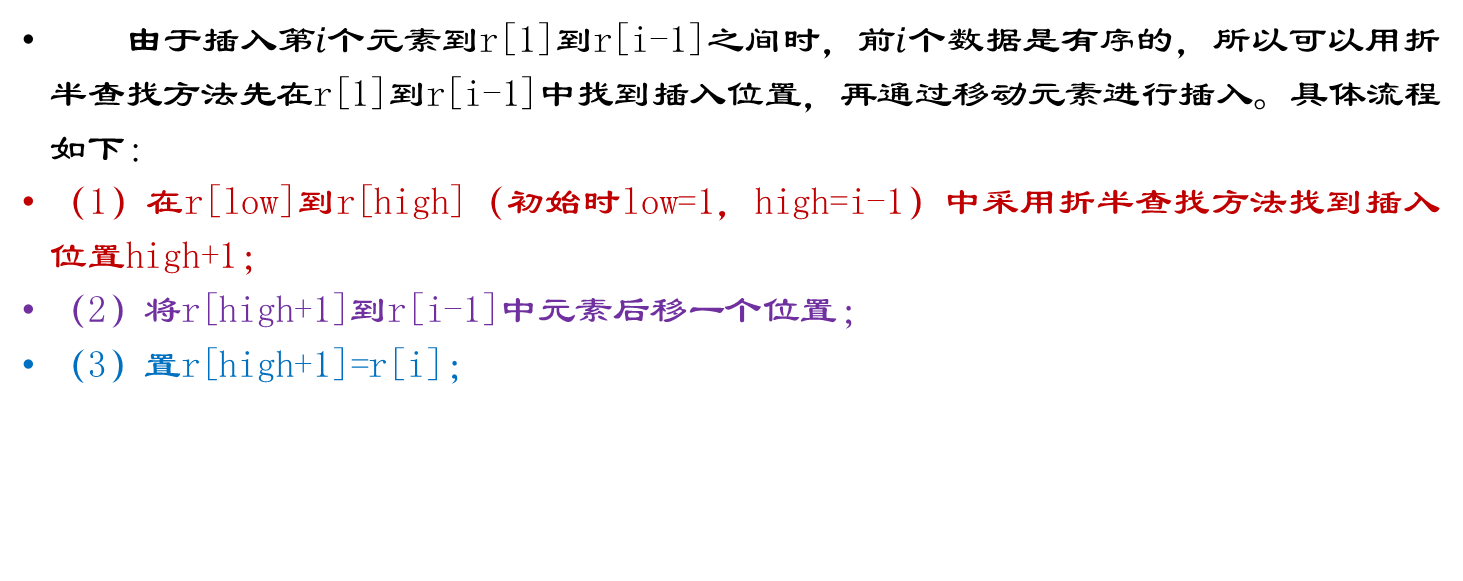 • 由于插入第i个元素到r[1]到r[i-1]之间时，前i个数据是有序的，所以可以用折
半查找方法先在r[1]到r[i-1]中找到插入位置，再通过移动元素进行插入。具体流程
如下：
• （1）在r[low]到r[high]（初始时low=1，high=i-1）中采用折半查找方法找到插入
位置high+1；
• （2）将r[high+1]到r[i-1]中元素后移一个位置；
• （3）置r[high+1]=r[i]；